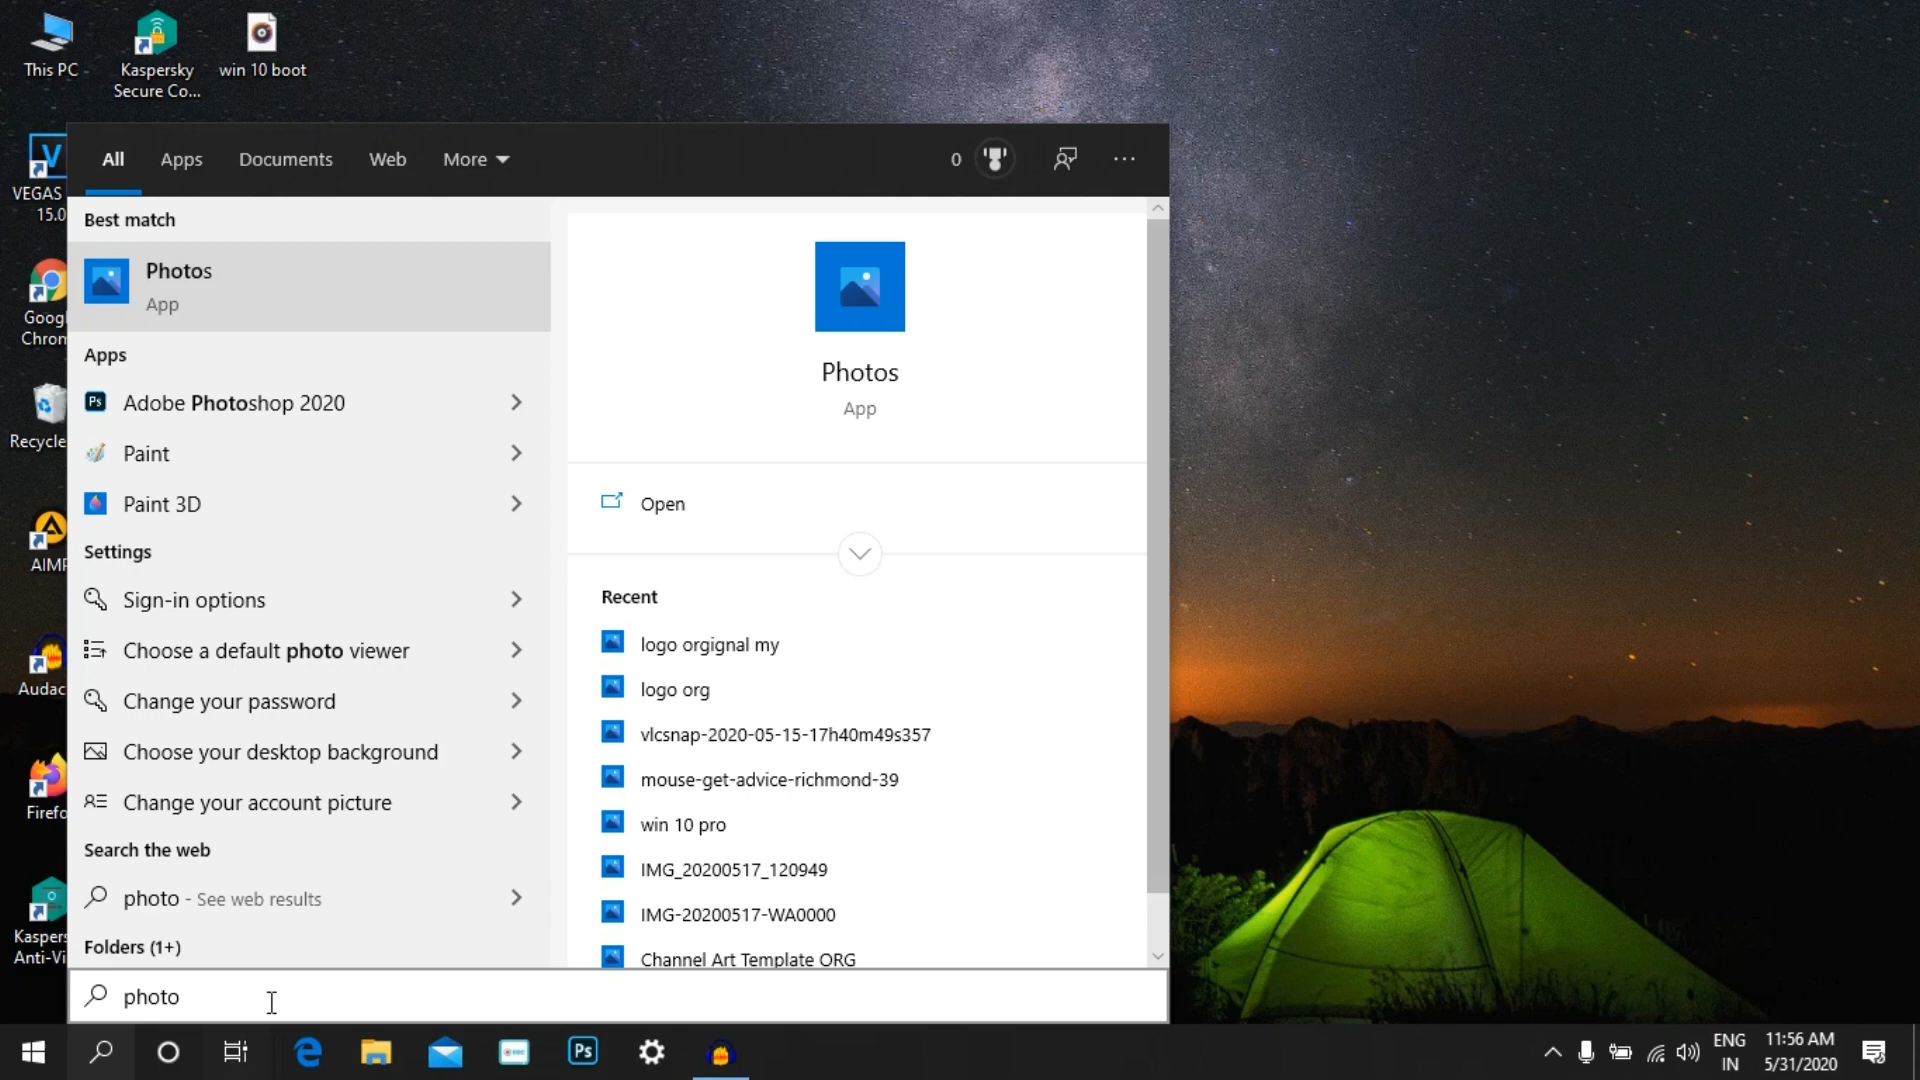 This PC
Kaspersky
Secure Co...
win 10 boot
VEGAS
15.0
Googl
Chrom
Recycle
AIMP
Audac
Firefo
Kaspers
Anti-Vi
All
Apps
Documents
Web
More
0
Best match
Photos
App
Apps
Adobe Photoshop 2020
Paint
Paint 3D
Settings
Sign-in options
Choose a default photo viewer
Change your password
Choose your desktop background
Change your account picture
Search the web
photo - See web results
Folders (1+)
Photos
App
Open
Recent
logo orgignal my
logo org
vlcsnap-2020-05-15-17h40m49s357
mouse-get-advice-richmond-39
win 10 pro
IMG_20200517_120949
IMG-20200517-WA0000
Channel Art Template ORG
photo
Ps
ENG
IN
11:56 AM
5/31/2020